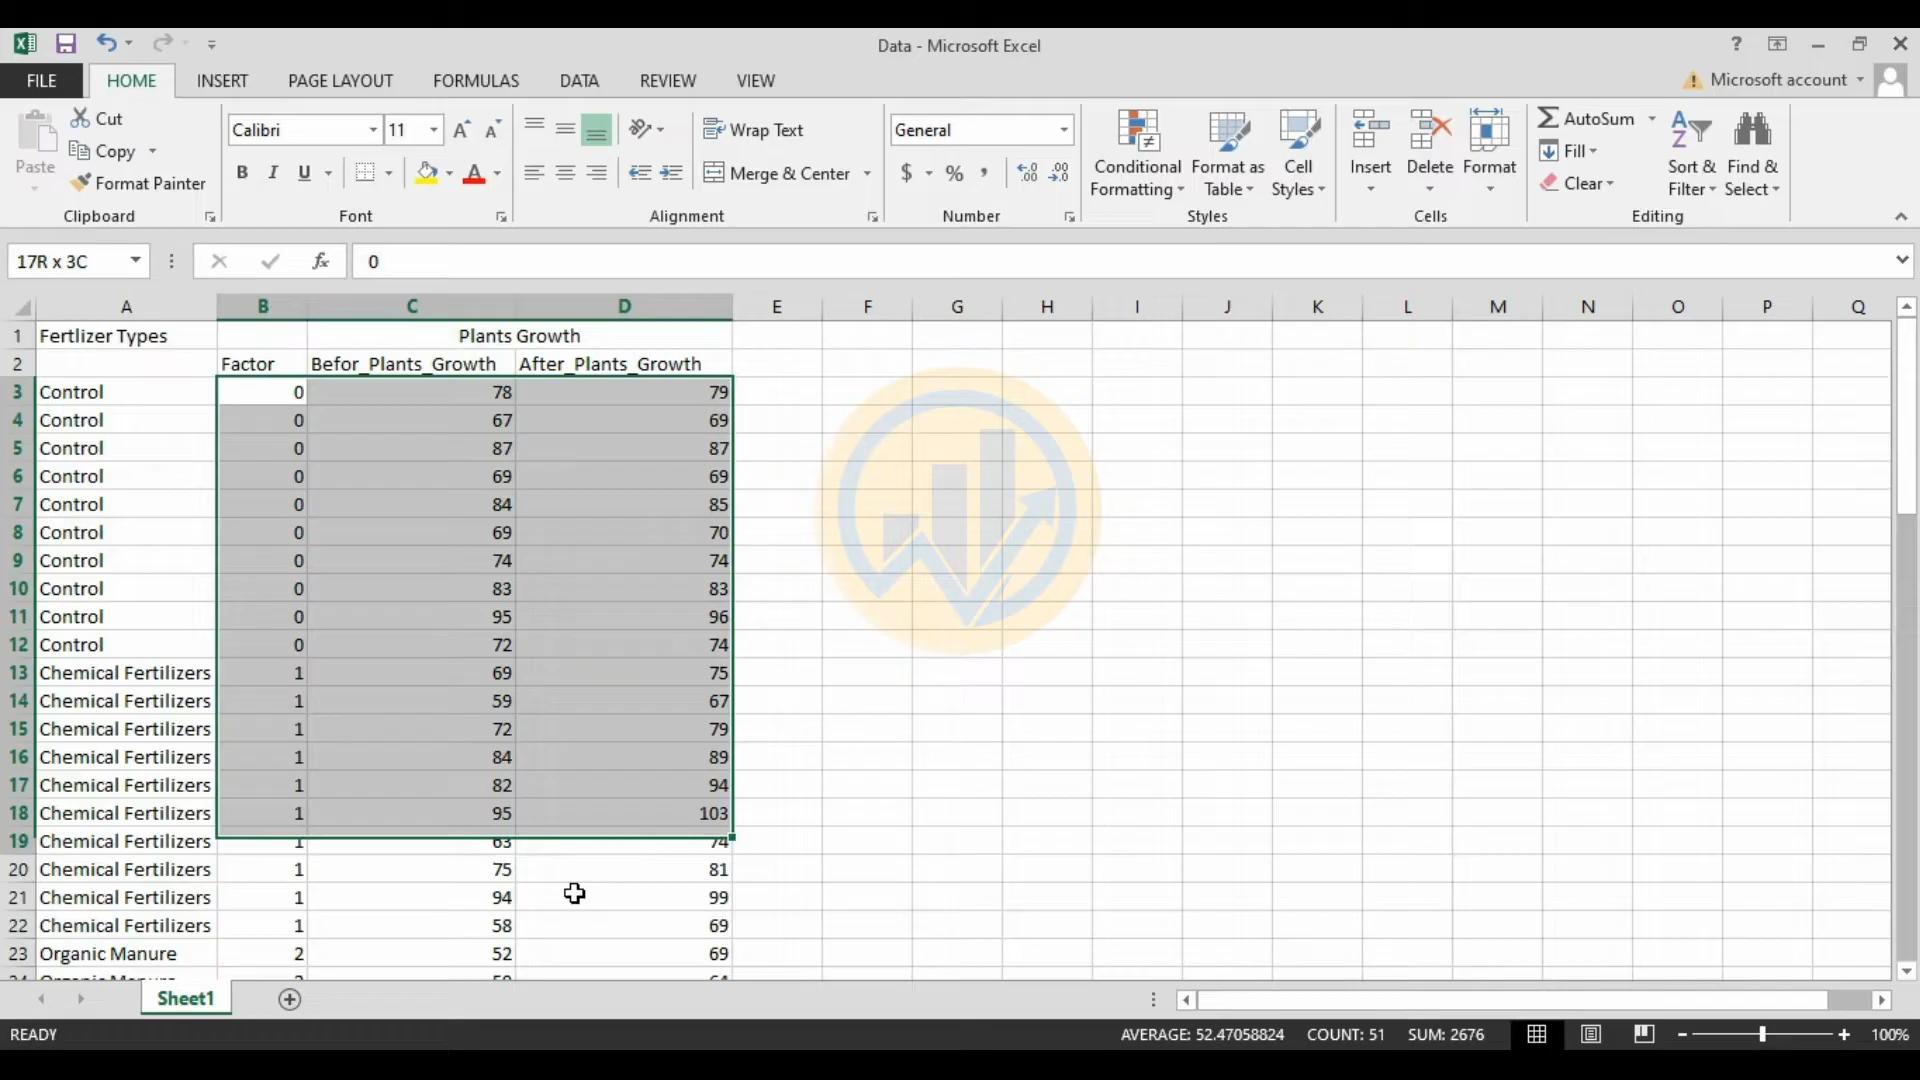 Data - Microsoft Excel
?
FILE HOME INSERT PAGE LAYOUT FORMULAS DATA REVIEW VIEW Microsoft account
Paste Cut Copy Format Painter
Calibri 11
B I U
Wrap Text
Merge & Center
General
$ % ,
Conditional Formatting Format as Table Cell Styles
Insert Delete Format
AutoSum Fill Clear
Sort & Filter Find & Select
Clipboard Font Alignment Number Styles Cells Editing
17R x 3C fx 0
A B C D E F G H I J K L M N O P Q
1 Fertlizer Types Plants Growth
2 Factor Befor_Plants_Growth After_Plants_Growth
3 Control 0 78 79
4 Control 0 67 69
5 Control 0 87 87
6 Control 0 69 69
7 Control 0 84 85
8 Control 0 69 70
9 Control 0 74 74
10 Control 0 83 83
11 Control 0 95 96
12 Control 0 72 74
13 Chemical Fertilizers 1 69 75
14 Chemical Fertilizers 1 59 67
15 Chemical Fertilizers 1 72 79
16 Chemical Fertilizers 1 84 89
17 Chemical Fertilizers 1 82 94
18 Chemical Fertilizers 1 95 103
19 Chemical Fertilizers 1 63 74
20 Chemical Fertilizers 1 75 81
21 Chemical Fertilizers 1 94 99
22 Chemical Fertilizers 1 58 69
23 Organic Manure 2 52 69
Sheet1
READY AVERAGE: 52.47058824 COUNT: 51 SUM: 2676 100%